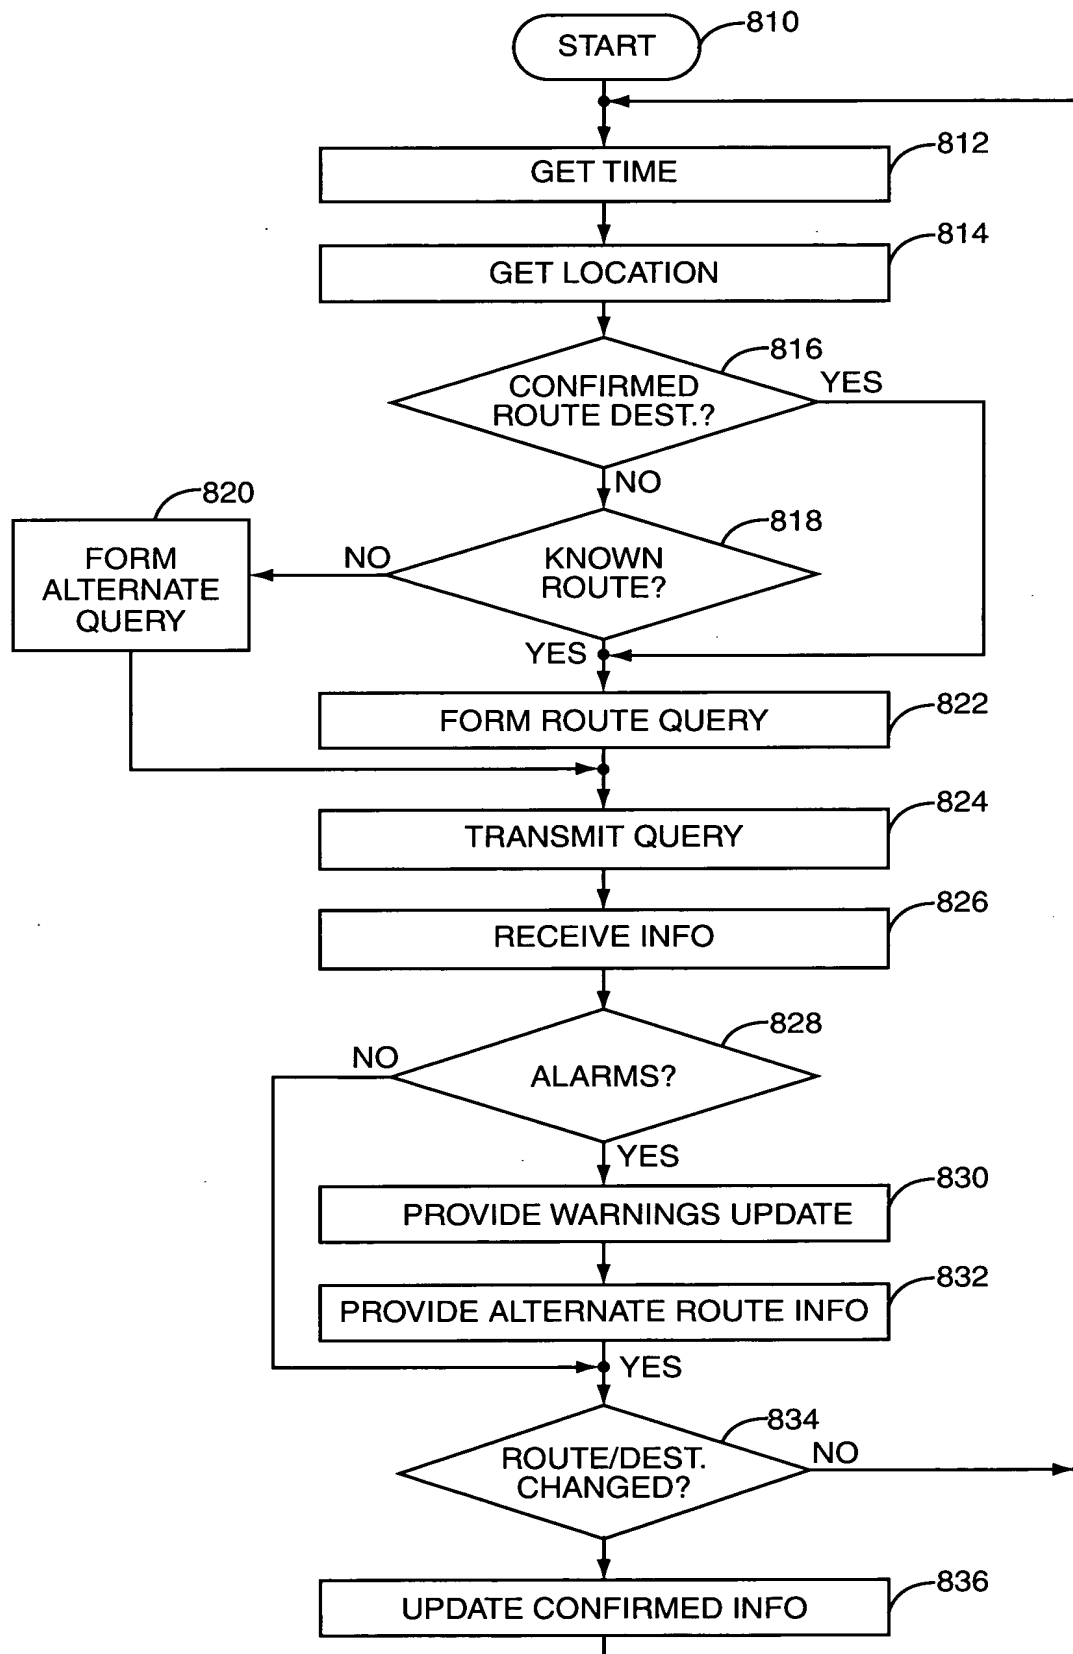 START
810
GET TIME
812
GET LOCATION
814
CONFIRMED
ROUTE DEST.?
816
YES
NO
KNOWN
ROUTE?
818
NO
820
FORM
ALTERNATE
QUERY
YES
FORM ROUTE QUERY
822
TRANSMIT QUERY
824
RECEIVE INFO
826
ALARMS?
828
NO
YES
PROVIDE WARNINGS UPDATE
830
PROVIDE ALTERNATE ROUTE INFO
832
YES
ROUTE/DEST.
CHANGED?
834
NO
UPDATE CONFIRMED INFO
836